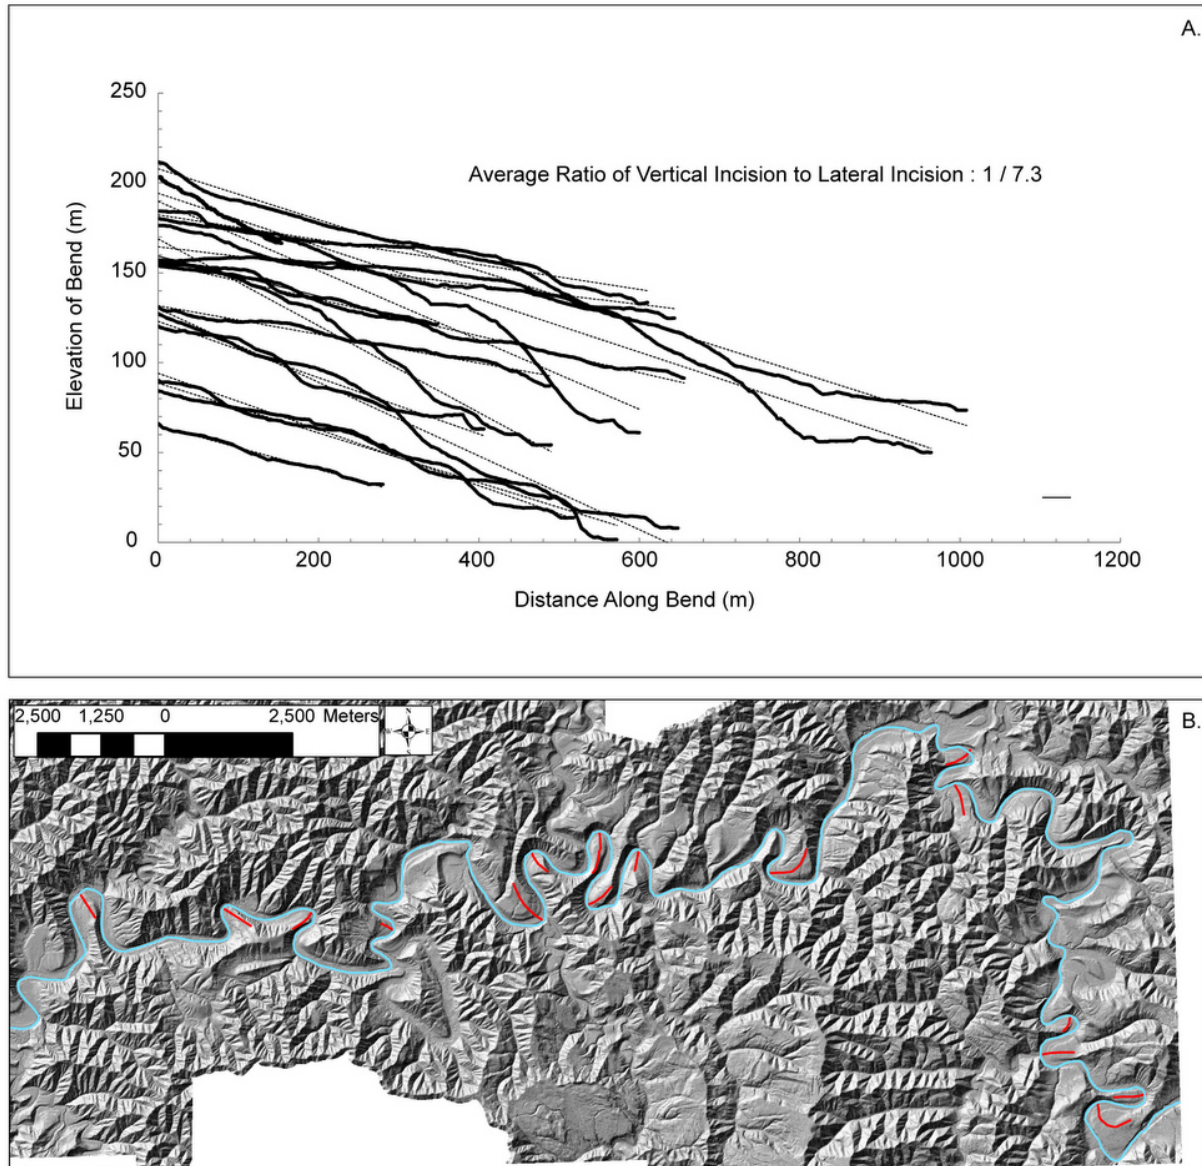 A.
250
200
150
100
50
0
Elevation of Bend (m)
Average Ratio of Vertical Incision to Lateral Incision : 1 / 7.3
0 200 400 600 800 1000 1200
Distance Along Bend (m)
B.
2,500 1,250 0 2,500 Meters
N
W E
S